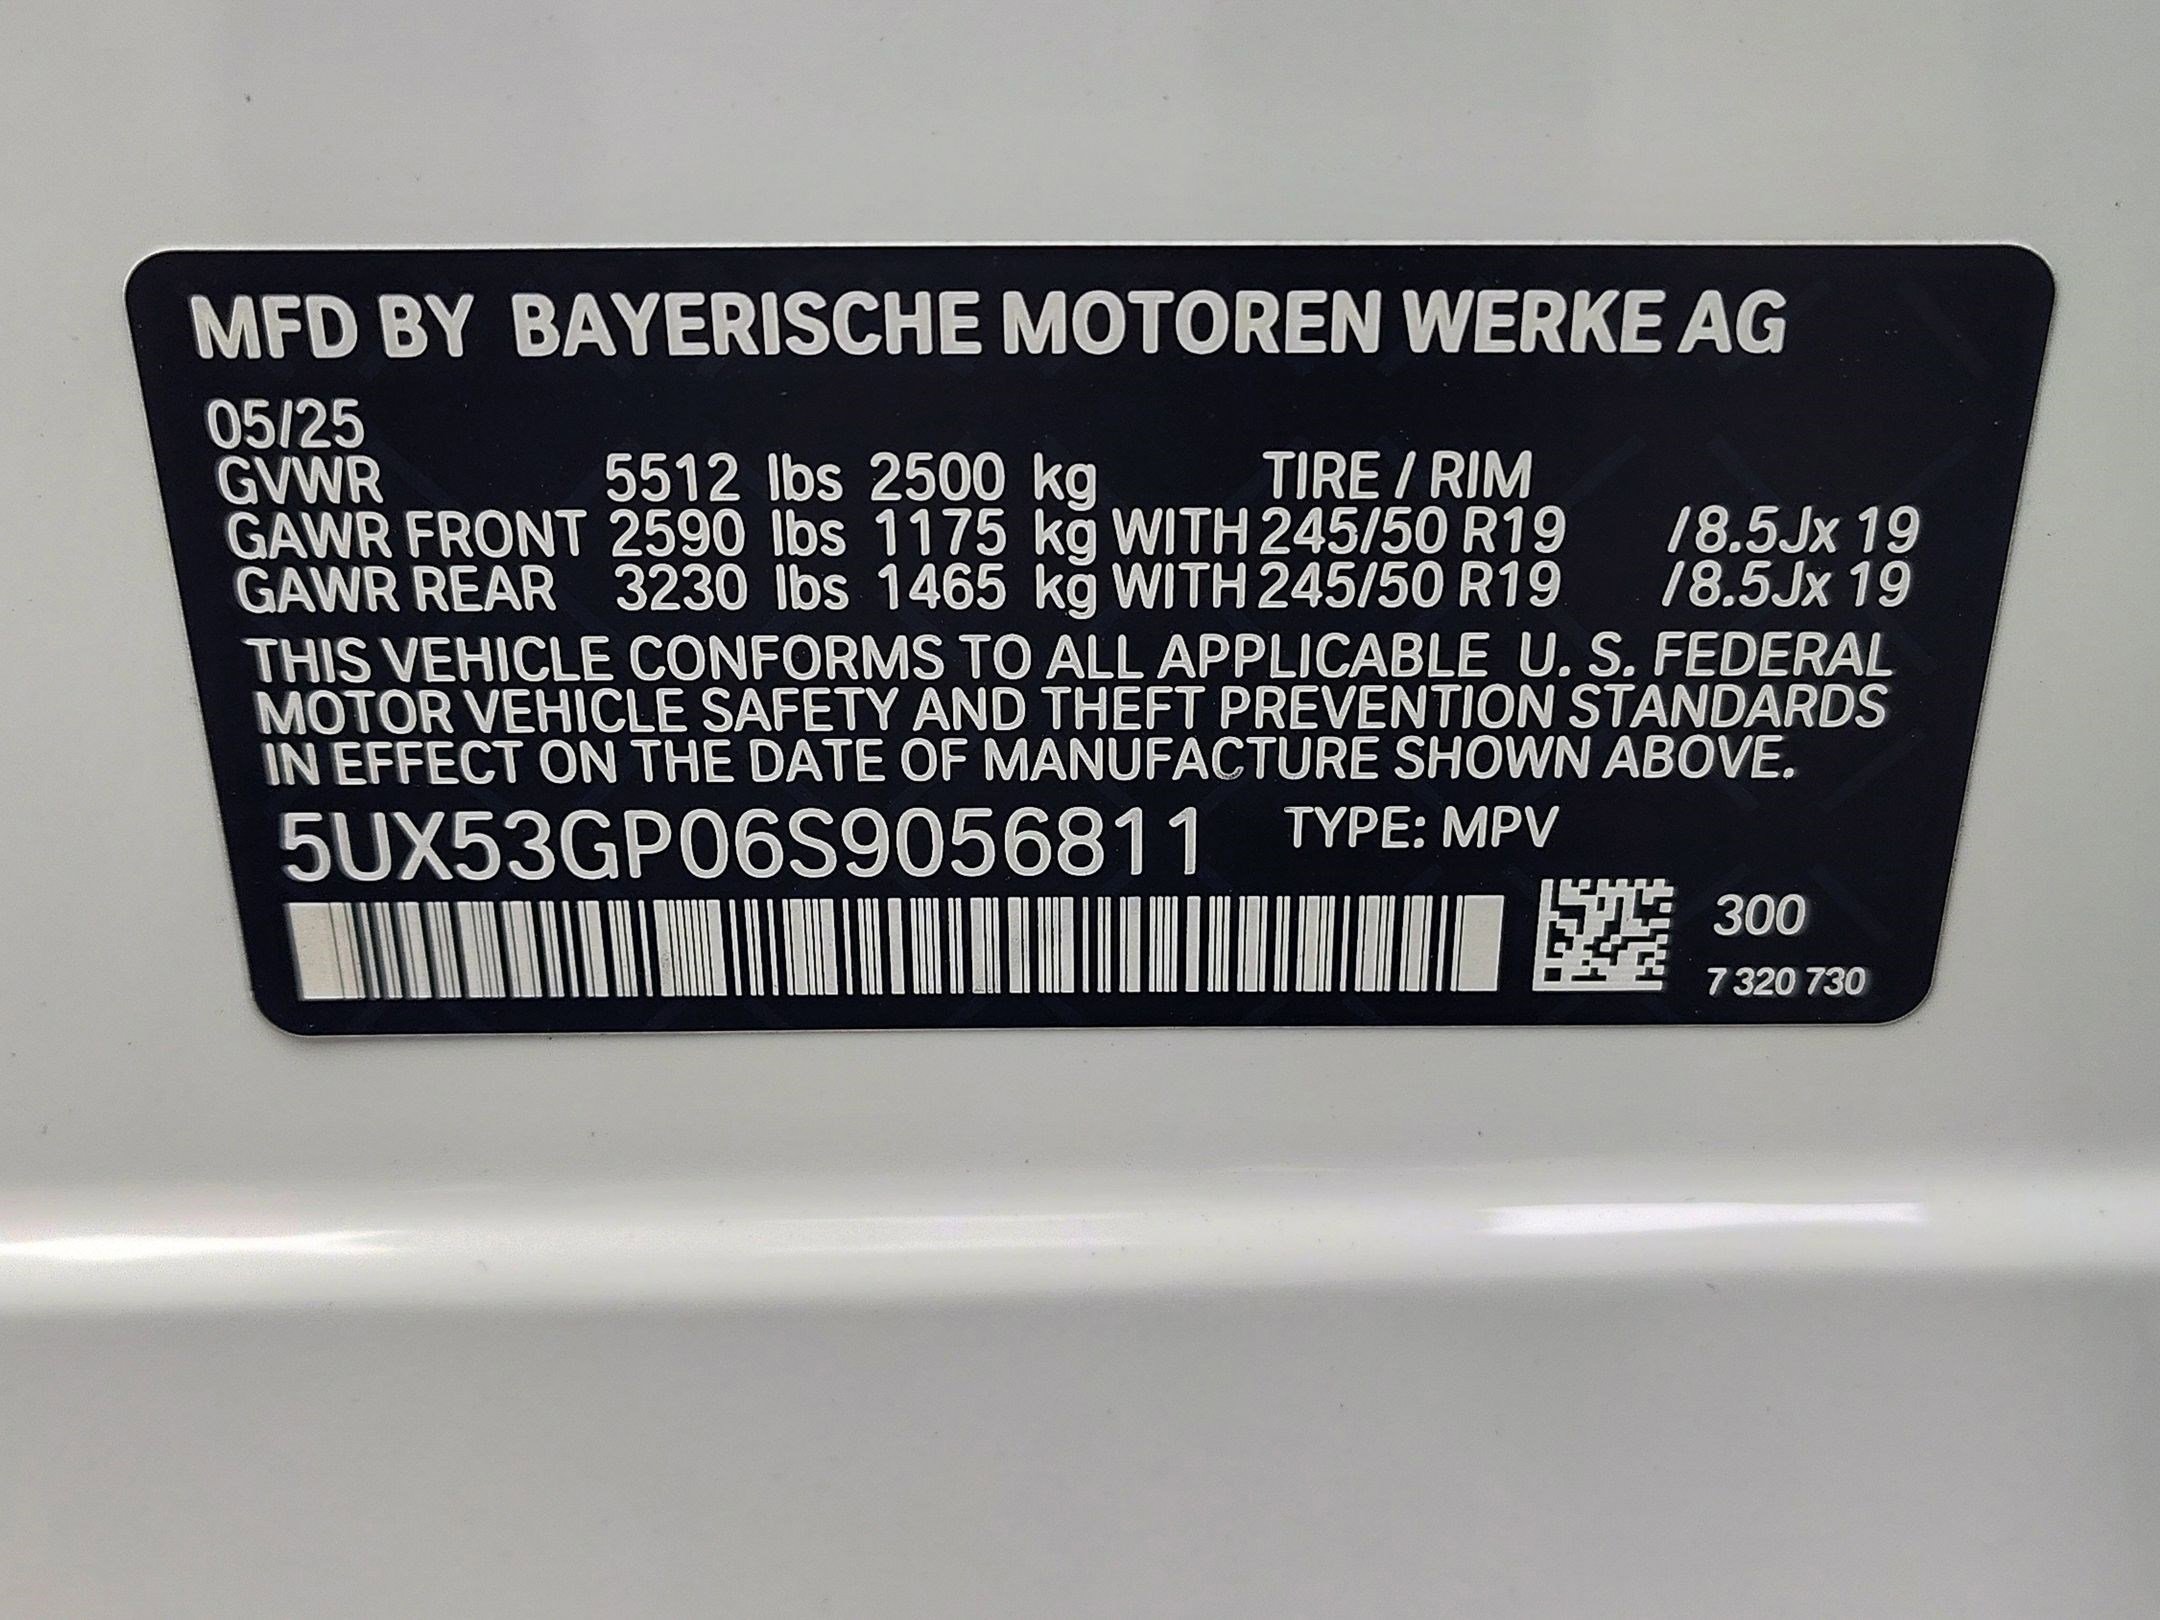 MFD BY BAYERISCHE MOTOREN WERKE AG
05/25
GVWR 5512 lbs 2500 kg TIRE / RIM
GAWR FRONT 2590 lbs 1175 kg WITH 245/50 R19 /8.5Jx 19
GAWR REAR 3230 lbs 1465 kg WITH 245/50 R19 /8.5Jx 19
THIS VEHICLE CONFORMS TO ALL APPLICABLE U. S. FEDERAL
MOTOR VEHICLE SAFETY AND THEFT PREVENTION STANDARDS
IN EFFECT ON THE DATE OF MANUFACTURE SHOWN ABOVE.
5UX53GP06S9056811 TYPE: MPV
300
7 320 730